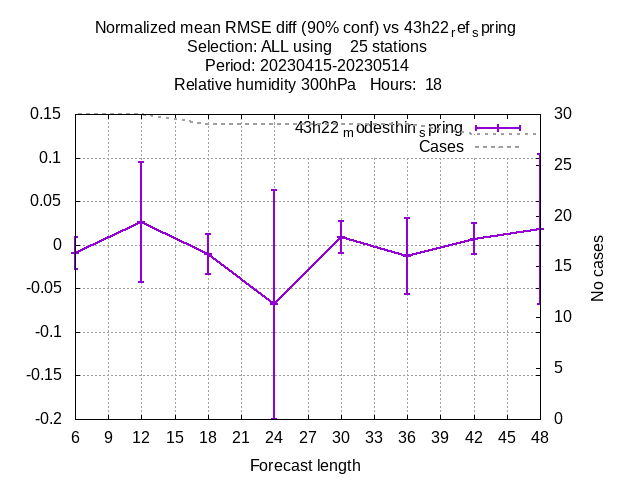 Normalized mean RMSE diff (90% conf) vs 43h22refspring
Selection: ALL using 25 stations
Period: 20230415-20230514
Relative humidity 300hPa Hours: 18
43h22modesthinspring
Cases
0.15
0.1
0.05
0
-0.05
-0.1
-0.15
-0.2
30
25
20
15
10
5
0
No cases
6 9 12 15 18 21 24 27 30 33 36 39 42 45 48
Forecast length